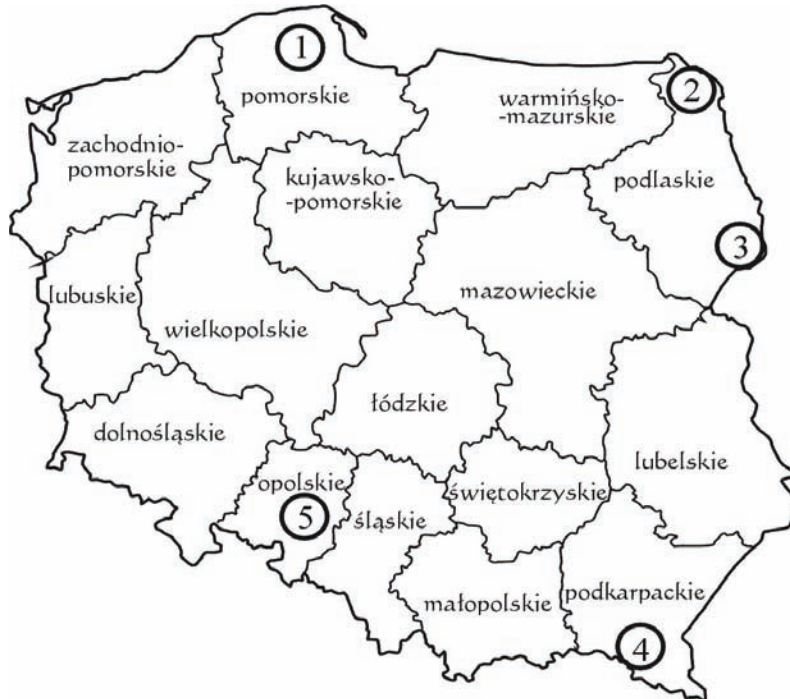 1
pomorskie
2
warmińsko-
-mazurskie
zachodnio-
pomorskie
kujawsko-
-pomorskie
podlaskie
3
lubuskie
mazowieckie
wielkopolskie
łódzkie
dolnośląskie
lubelskie
opolskie
świętokrzyskie
5
śląskie
małopolskie
podkarpackie
4